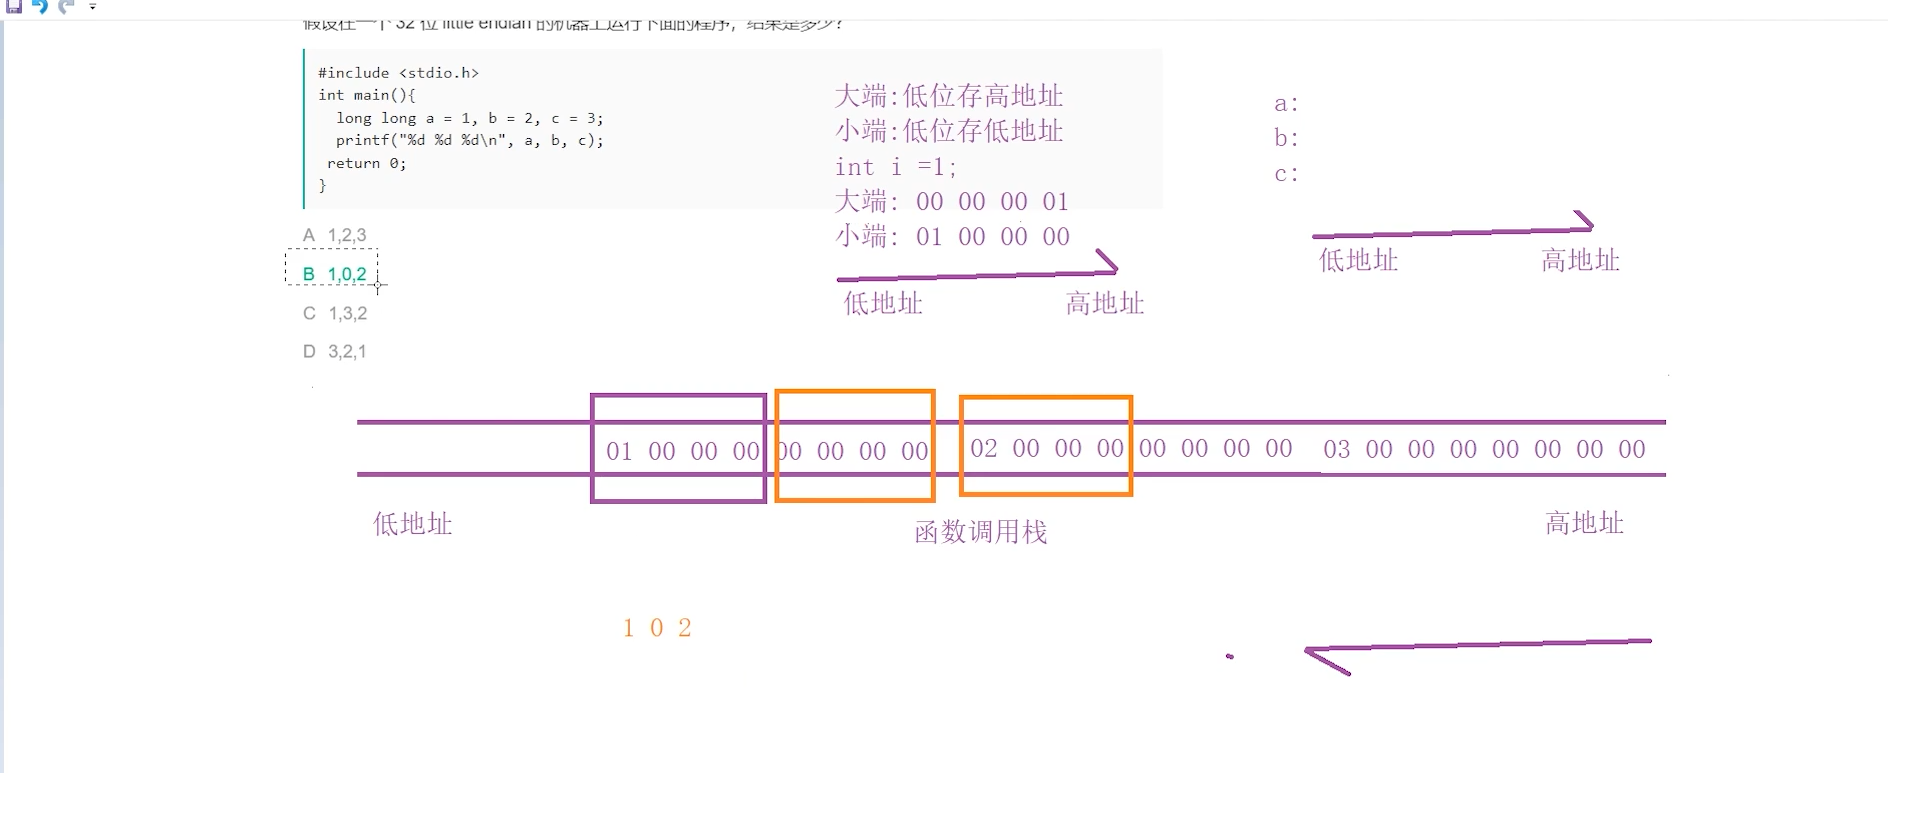 假设在一个 32 位 little endian 的机器上运行下面的程序，结果是多少？
#include <stdio.h>
int main(){
long long a = 1, b = 2, c = 3;
printf("%d %d %d\n", a, b, c);
return 0;
}
A 1,2,3
B 1,0,2
C 1,3,2
D 3,2,1
大端:低位存高地址
小端:低位存低地址
int i =1;
大端: 00 00 00 01
小端: 01 00 00 00
低地址 高地址
a:
b:
c:
低地址 高地址
01 00 00 00 00 00 00 00 02 00 00 00 00 00 00 00 03 00 00 00 00 00 00 00
低地址 函数调用栈 高地址
1 0 2